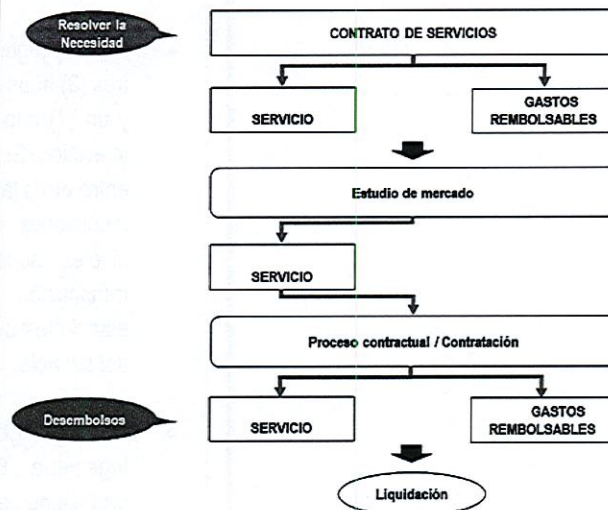 Resolver la
Necesidad
CONTRATO DE SERVICIOS
SERVICIO
GASTOS
REMBOLSABLES
Estudio de mercado
SERVICIO
Proceso contractual / Contratación
Desembolsos
SERVICIO
GASTOS
REMBOLSABLES
Liquidación